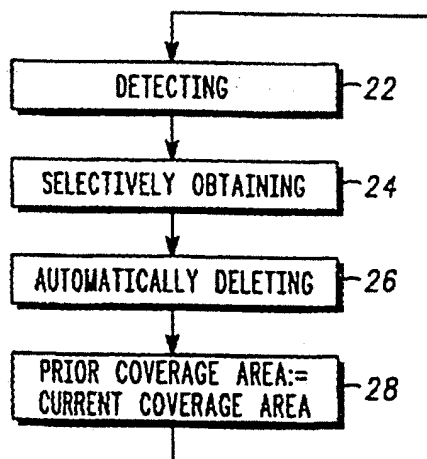 DETECTING 22
SELECTIVELY OBTAINING 24
AUTOMATICALLY DELETING 26
PRIOR COVERAGE AREA:=
CURRENT COVERAGE AREA 28